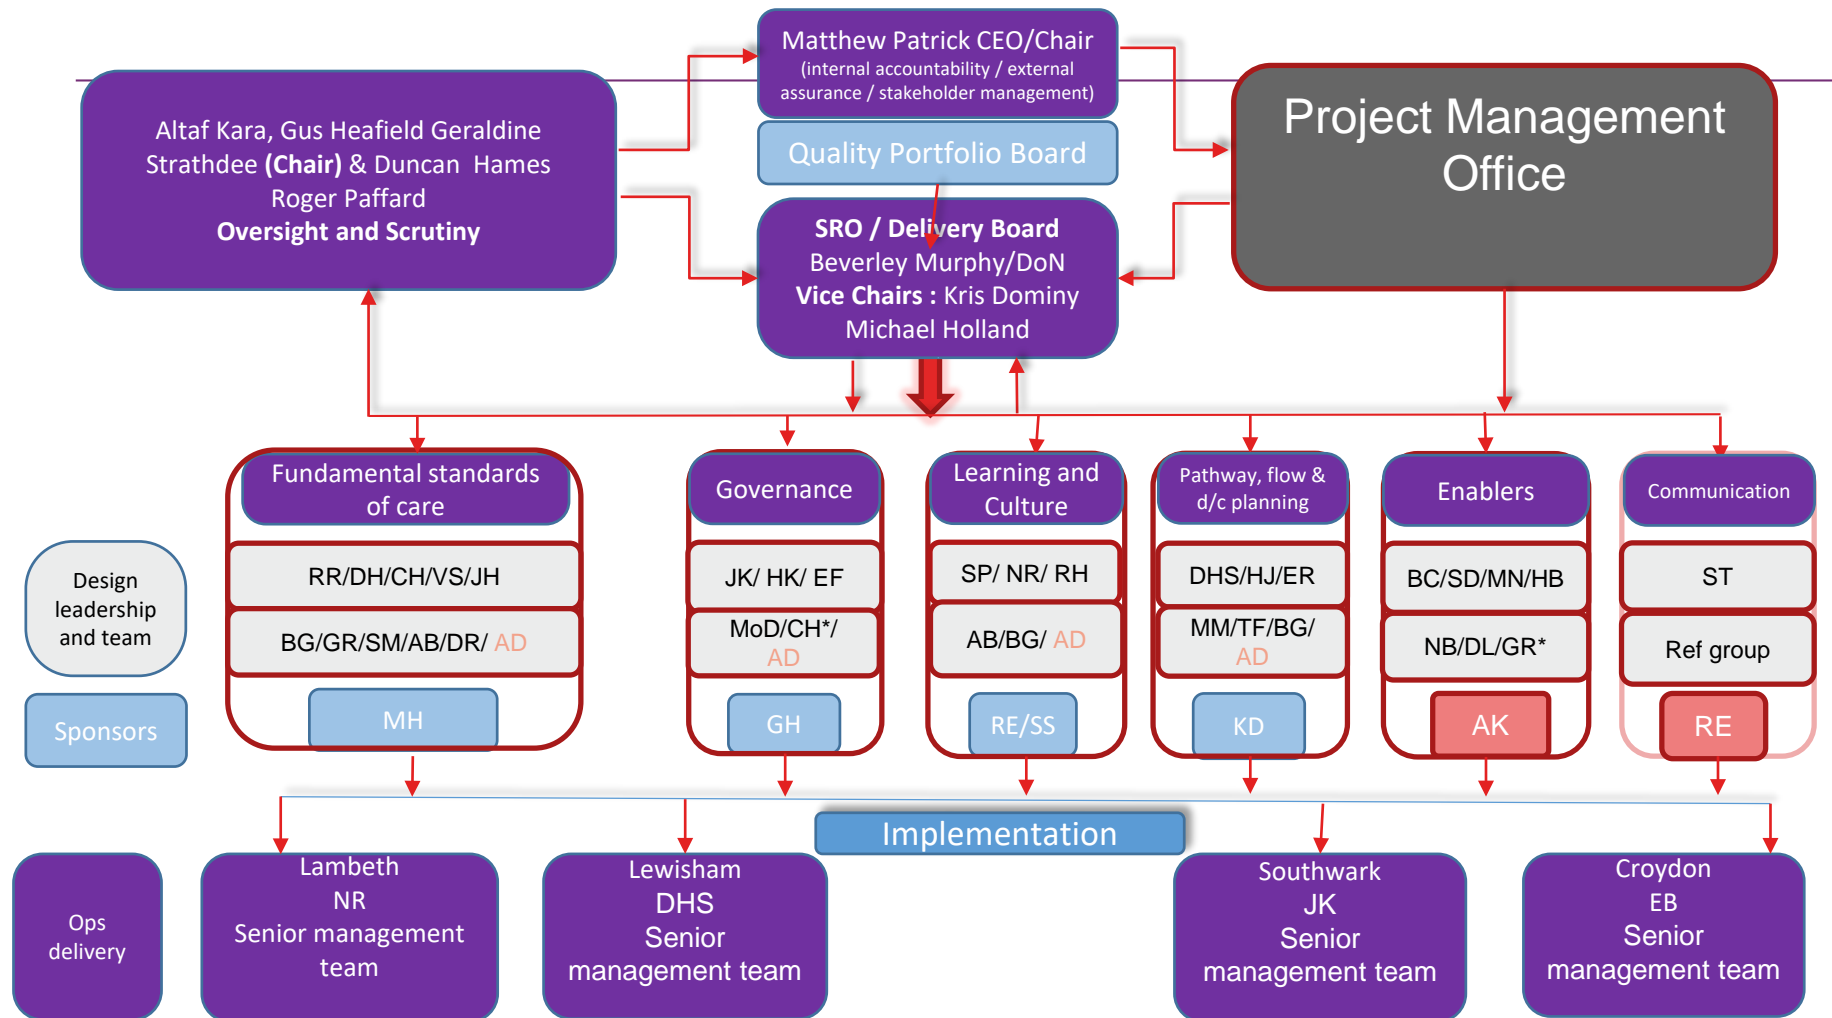 Matthew Patrick CEO/Chair
(internal accountability / external
assurance / stakeholder management)
Quality Portfolio Board
Altaf Kara, Gus Heafield Geraldine
Strathdee (Chair) & Duncan Hames
Roger Paffard
Oversight and Scrutiny
SRO / Delivery Board
Beverley Murphy/DoN
Vice Chairs : Kris Dominy
Michael Holland
Project Management
Office
Fundamental standards
of care
Governance
Learning and
Culture
Pathway, flow &
d/c planning
Enablers
Communication
Design
leadership
and team
RR/DH/CH/VS/JH
JK/ HK/ EF
SP/ NR/ RH
DHS/HJ/ER
BC/SD/MN/HB
ST
BG/GR/SM/AB/DR/ AD
MoD/CH*/
AD
AB/BG/ AD
MM/TF/BG/
AD
NB/DL/GR*
Ref group
Sponsors
MH
GH
RE/SS
KD
AK
RE
Implementation
Ops
delivery
Lambeth
NR
Senior management
team
Lewisham
DHS
Senior
management team
Southwark
JK
Senior
management team
Croydon
EB
Senior
management team